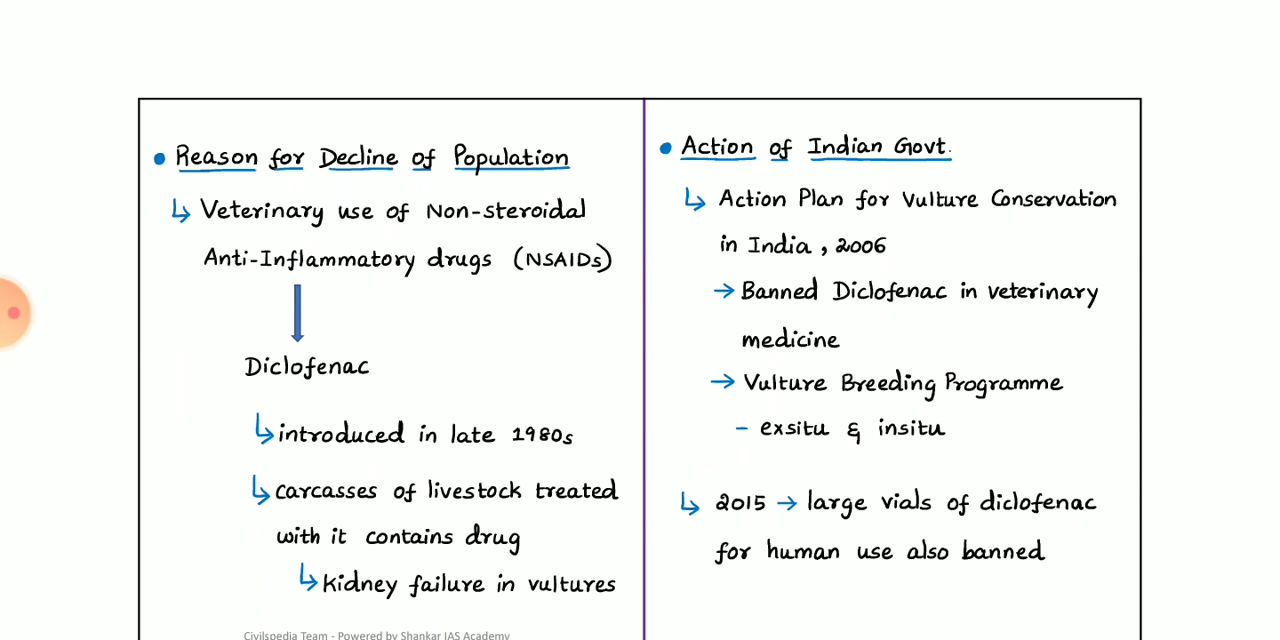 • Reason for Decline of Population
↳ Veterinary use of Non-steroidal
Anti-Inflammatory drugs (NSAIDs)
↓
Diclofenac
↳ introduced in late 1980s
↳ carcasses of livestock treated
with it contains drug
↳ kidney failure in vultures
Civilspedia Team - Powered by Shankar IAS Academy
• Action of Indian Govt.
↳ Action Plan for Vulture Conservation
in India, 2006
→ Banned Diclofenac in veterinary
medicine
→ Vulture Breeding Programme
- exsitu & insitu
↳ 2015 → large vials of diclofenac
for human use also banned